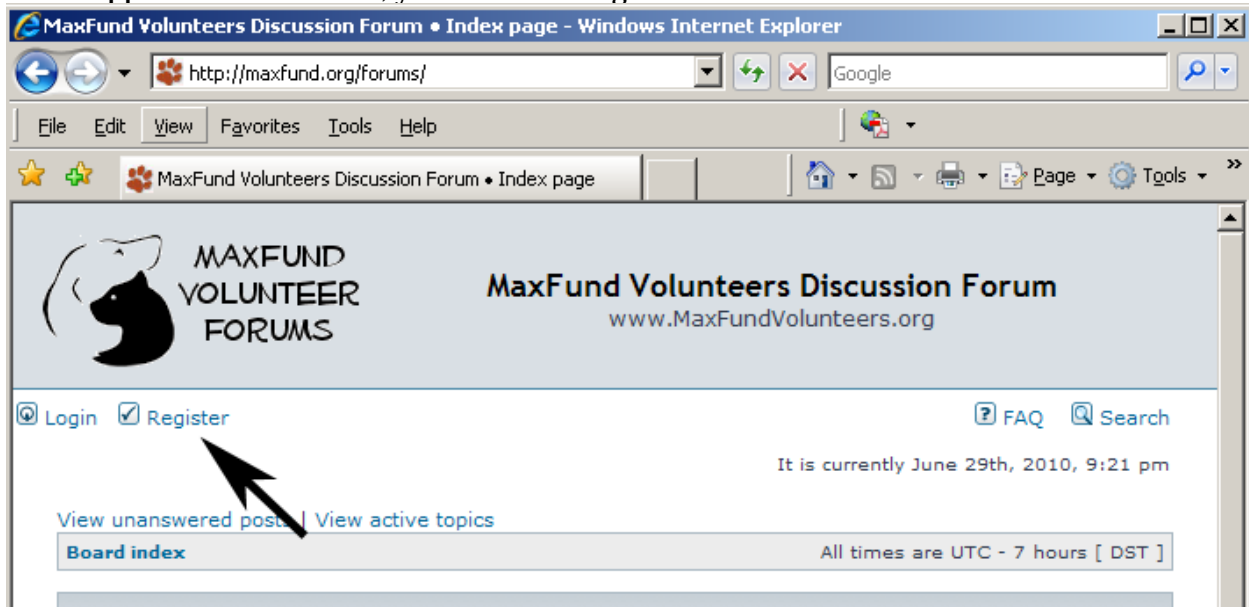 MaxFund Volunteers Discussion Forum • Index page - Windows Internet Explorer
http://maxfund.org/forums/ Google
File Edit View Favorites Tools Help
MaxFund Volunteers Discussion Forum • Index page Page Tools »
MAXFUND
VOLUNTEER
FORUMS
MaxFund Volunteers Discussion Forum
www.MaxFundVolunteers.org
Login Register FAQ Search
It is currently June 29th, 2010, 9:21 pm
View unanswered posts | View active topics
Board index All times are UTC - 7 hours [ DST ]